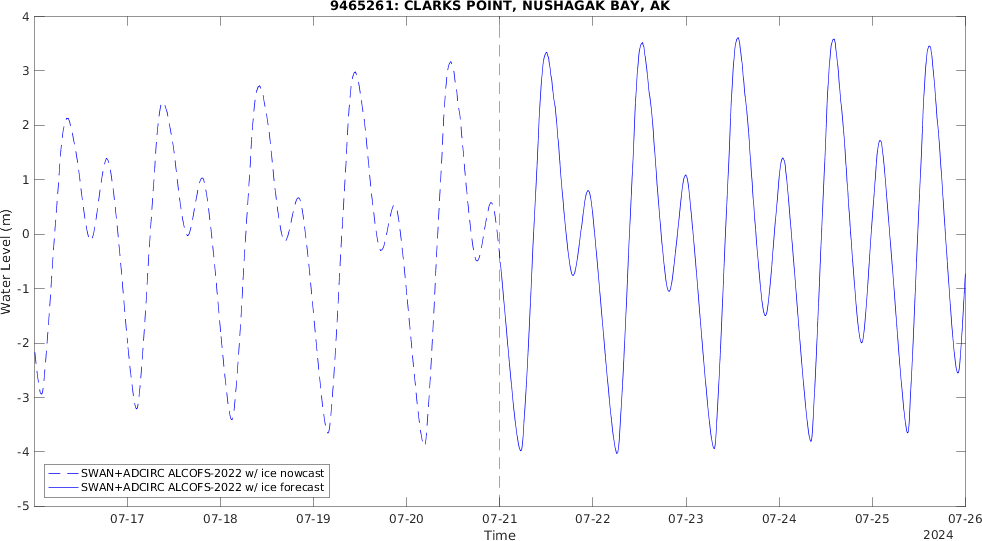 9465261: CLARKS POINT, NUSHAGAK BAY, AK
4
3
2
1
0
-1
-2
-3
-4
-5
Water Level (m)
SWAN+ADCIRC ALCOFS-2022 w/ ice nowcast
SWAN+ADCIRC ALCOFS-2022 w/ ice forecast
07-17 07-18 07-19 07-20 07-21 07-22 07-23 07-24 07-25 07-26
Time
2024